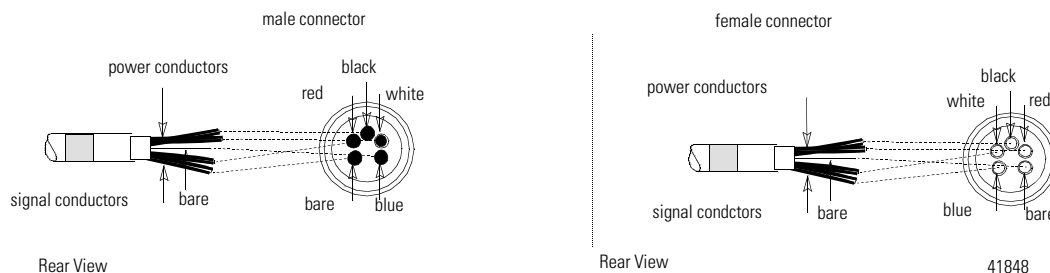 male connector
power conductors
black
red
white
signal conductors
bare
bare
blue
Rear View
female connector
power conductors
black
white
red
signal condctors
bare
blue
bare
Rear View
41848